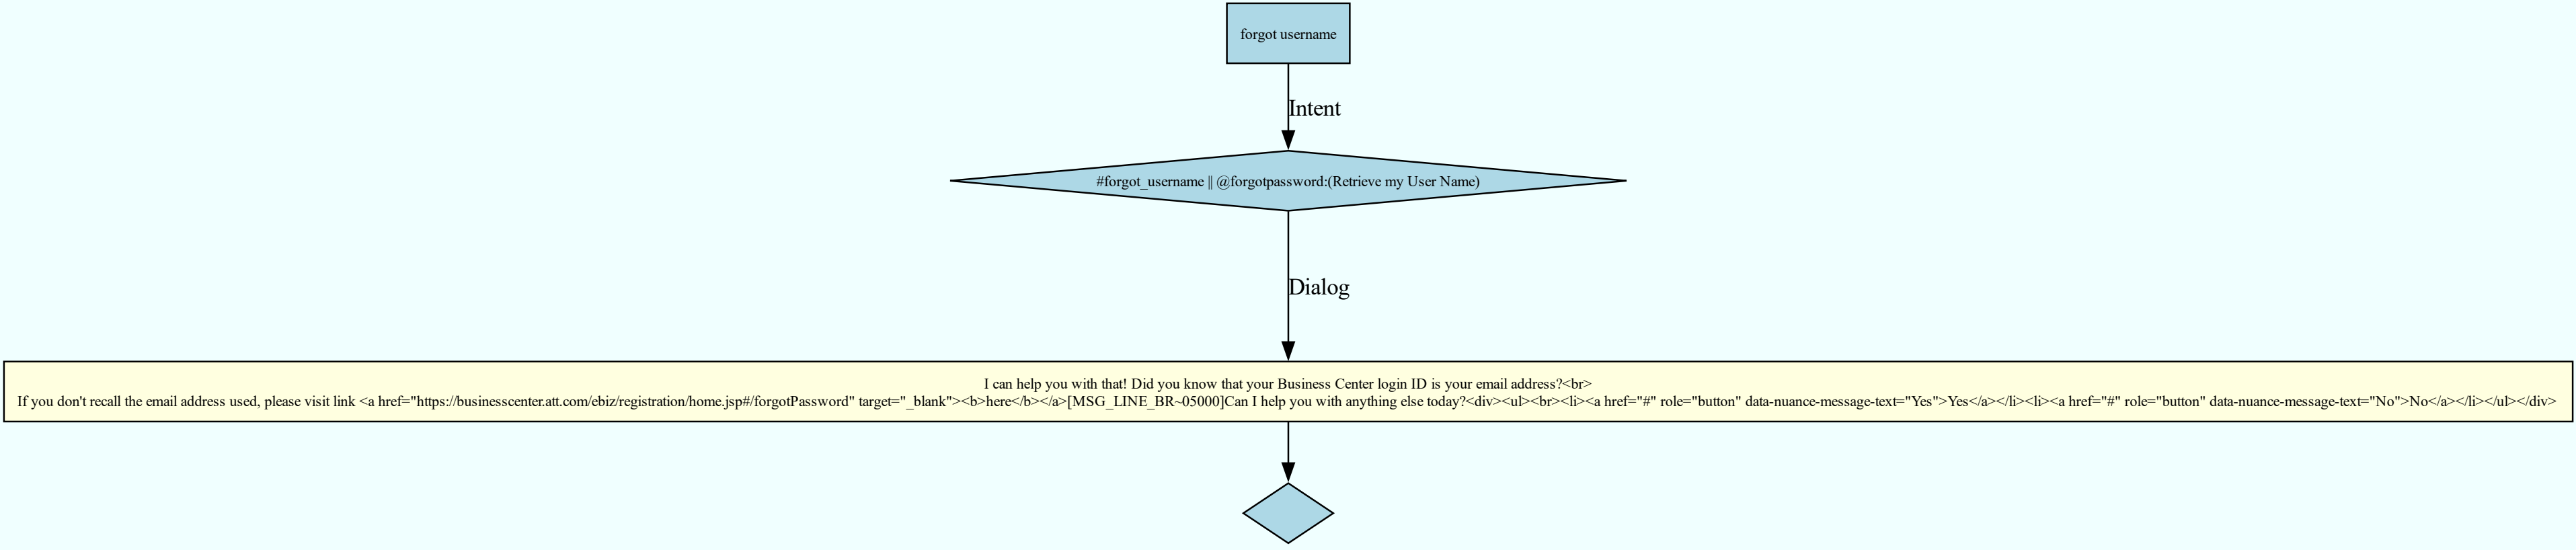 forgot username
Intent
#forgot_username || @forgotpassword:(Retrieve my User Name)
Dialog
I can help you with that! Did you know that your Business Center login ID is your email address?<br>
If you don't recall the email address used, please visit link <a href="https://businesscenter.att.com/ebiz/registration/home.jsp#/forgotPassword" target="_blank"><b>here</b></a>[MSG_LINE_BR~05000]Can I help you with anything else today?<div><ul><br><li><a href="#" role="button" data-nuance-message-text="Yes">Yes</a></li><li><a href="#" role="button" data-nuance-message-text="No">No</a></li></ul></div>